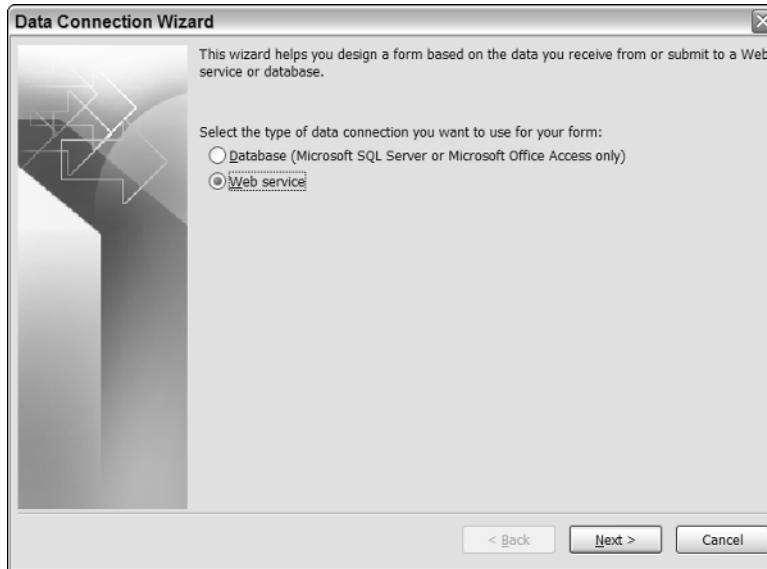 Data Connection Wizard
This wizard helps you design a form based on the data you receive from or submit to a Web
service or database.
Select the type of data connection you want to use for your form:
Database (Microsoft SQL Server or Microsoft Office Access only)
Web service
< Back
Next >
Cancel